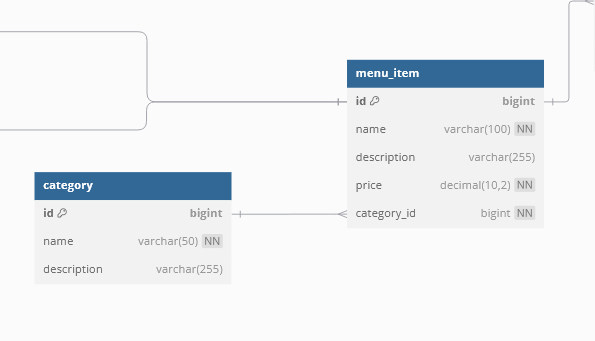 menu_item
id bigint
name varchar(100) NN
description varchar(255)
price decimal(10,2) NN
category_id bigint NN
category
id bigint
name varchar(50) NN
description varchar(255)